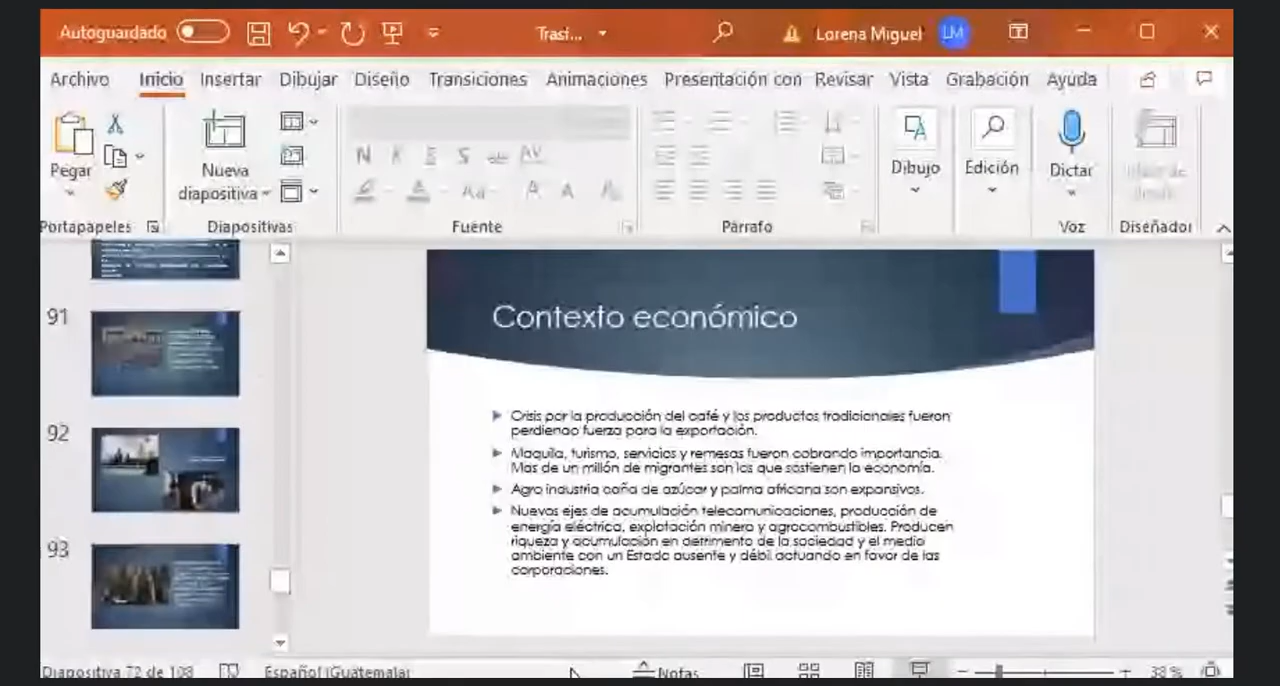 Autoguardado
Trasf...
Lorena Miguel
LM
Archivo Inicio Insertar Dibujar Diseño Transiciones Animaciones Presentación con Revisar Vista Grabación Ayuda
Pegar
Nueva
diapositiva
N K S ab AV
Aa A A
Dibujo
Edición
Dictar
Portapapeles
Diapositivas
Fuente
Párrafo
Voz
Diseñador
91
92
93
Contexto económico
Crisis por la producción del café y los productos tradicionales fueron
perdiendo fuerza para la exportación.
Maquila, turismo, servicios y remesas fueron cobrando importancia.
Mas de un millón de migrantes son los que sostienen la economía.
Agro industria caña de azúcar y palma africana son expansivos.
Nuevos ejes de acumulación telecomunicaciones, producción de
energía eléctrica, explotación minera y agrocombustibles. Producen
riqueza y acumulación en detrimento de la sociedad y el medio
ambiente con un Estado ausente y débil actuando en favor de las
corporaciones.
Diapositiva 72 de 108
Español (Guatemala)
Notas
38 %